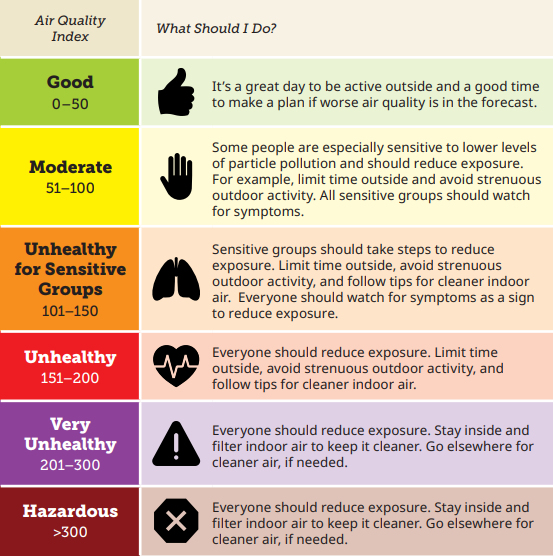 Air Quality
Index
What Should I Do?
Good
0–50
It’s a great day to be active outside and a good time
to make a plan if worse air quality is in the forecast.
Moderate
51–100
Some people are especially sensitive to lower levels
of particle pollution and should reduce exposure.
For example, limit time outside and avoid strenuous
outdoor activity. All sensitive groups should watch
for symptoms.
Unhealthy
for Sensitive
Groups
101–150
Sensitive groups should take steps to reduce
exposure. Limit time outside, avoid strenuous
outdoor activity, and follow tips for cleaner indoor
air.  Everyone should watch for symptoms as a sign
to reduce exposure.
Unhealthy
151–200
Everyone should reduce exposure. Limit time
outside, avoid strenuous outdoor activity, and
follow tips for cleaner indoor air.
Very
Unhealthy
201–300
Everyone should reduce exposure. Stay inside and
filter indoor air to keep it cleaner. Go elsewhere for
cleaner air, if needed.
Hazardous
>300
Everyone should reduce exposure. Stay inside and
filter indoor air to keep it cleaner. Go elsewhere for
cleaner air, if needed.